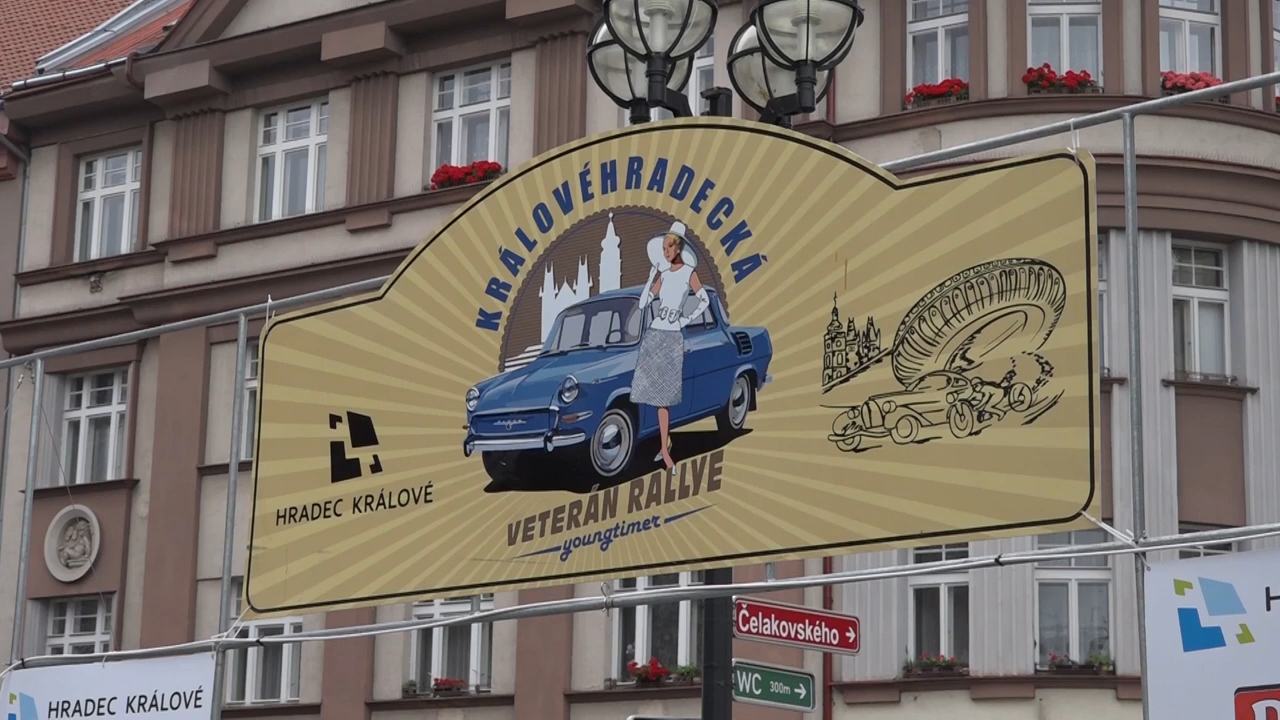 KRÁLOVÉHRADECKÁ
HRADEC KRÁLOVÉ
VETERÁN RALLYE
youngtimer
Čelakovského
WC 300m
HRADEC KRÁLOVÉ